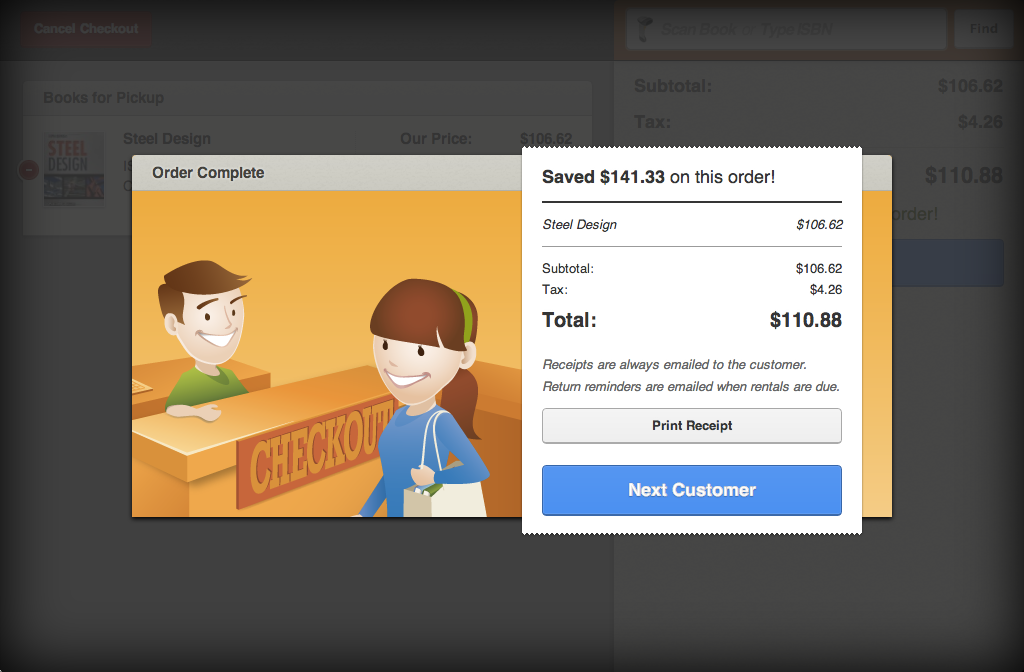 Cancel Checkout
Scan Book or Type ISBN
Find
Books for Pickup
Steel Design
Our Price:
$106.62
STEEL
DESIGN
Subtotal:
$106.62
Tax:
$4.26
$110.88
order!
Order Complete
CHECKOUT
Saved $141.33 on this order!
Steel Design
$106.62
Subtotal:
$106.62
Tax:
$4.26
Total:
$110.88
Receipts are always emailed to the customer.
Return reminders are emailed when rentals are due.
Print Receipt
Next Customer